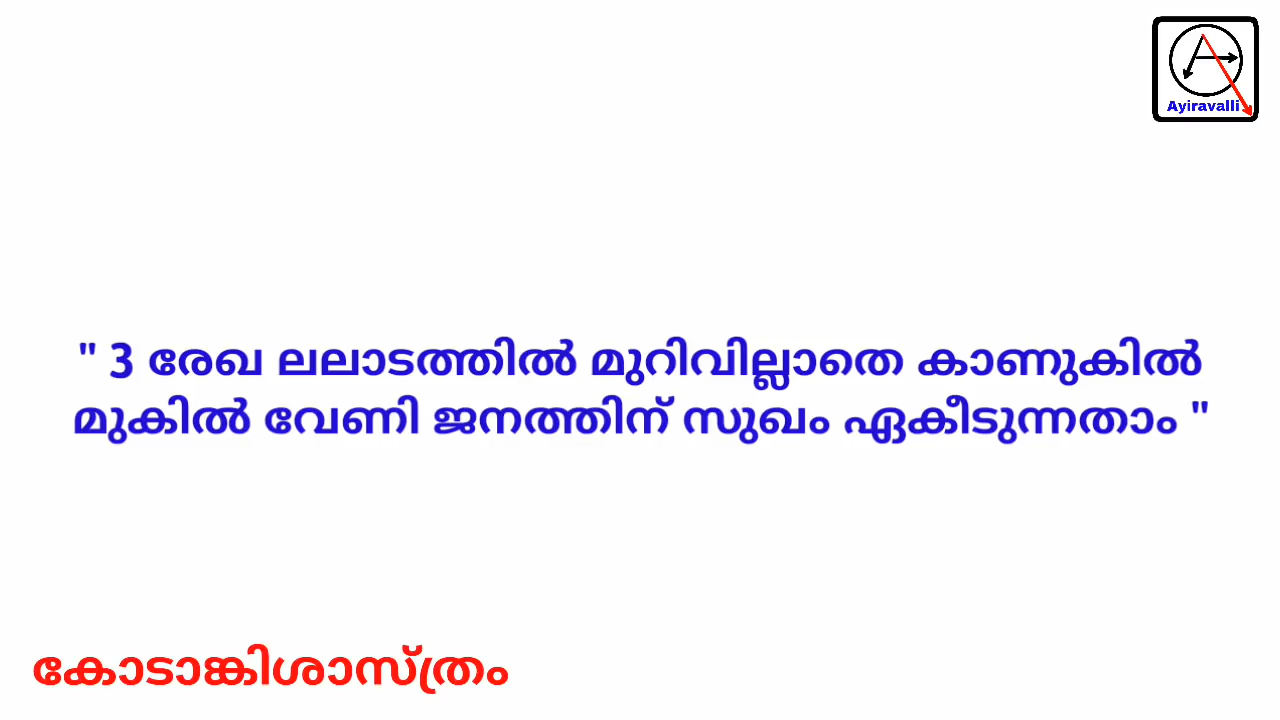 Ayiravalli
" 3 രേഖ ലലാടത്തിൽ മുറിവില്ലാതെ കാണുകിൽ
മുകിൽ വേണി ജനത്തിന് സുഖം ഏകീടുന്നതാം "
കോടാങ്കിശാസ്ത്രം